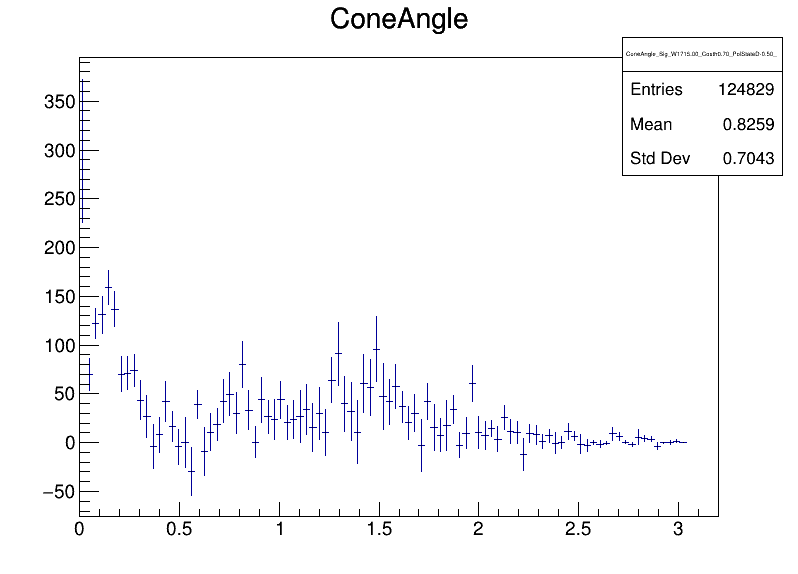 ConeAngle
ConeAngle_Sig_W1715.00_Costh0.70_PolStateD-0.50_
Entries 124829
Mean 0.8259
Std Dev 0.7043
350
300
250
200
150
100
50
0
−50
0 0.5 1 1.5 2 2.5 3